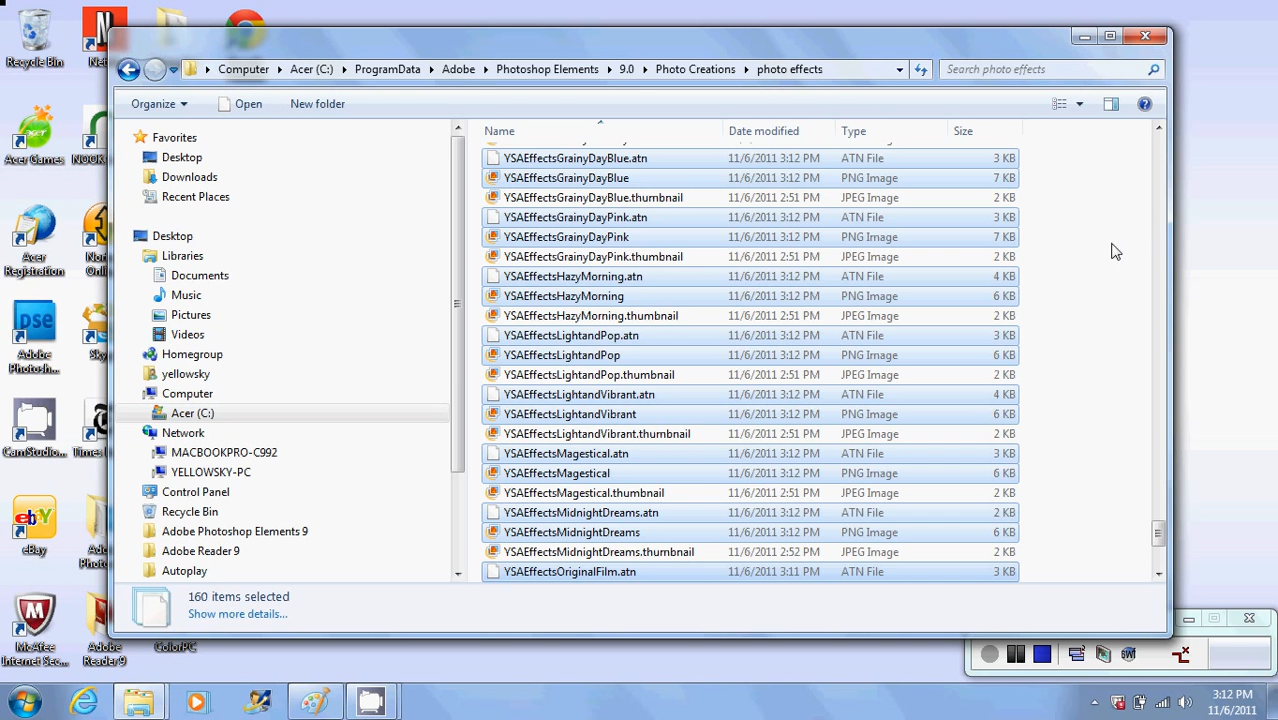 Recycle Bin
Net
Acer Games
NOOK
Acer
Registration
Nor
Onli
Adobe
Photosh...
Sky
CamStudio...
Times
eBay
Ado
Photo
McAfee
Internet Sec...
Adobe
Reader 9
ColorPC
Computer
Acer (C:)
ProgramData
Adobe
Photoshop Elements
9.0
Photo Creations
photo effects
Search photo effects
Organize
Open
New folder
Favorites
Desktop
Downloads
Recent Places
Desktop
Libraries
Documents
Music
Pictures
Videos
Homegroup
yellowsky
Computer
Acer (C:)
Network
MACBOOKPRO-C992
YELLOWSKY-PC
Control Panel
Recycle Bin
Adobe Photoshop Elements 9
Adobe Reader 9
Autoplay
Name Date modified Type Size
YSAEffectsGrainyDayBlue.atn 11/6/2011 3:12 PM ATN File 3 KB
YSAEffectsGrainyDayBlue 11/6/2011 3:12 PM PNG Image 7 KB
YSAEffectsGrainyDayBlue.thumbnail 11/6/2011 2:51 PM JPEG Image 2 KB
YSAEffectsGrainyDayPink.atn 11/6/2011 3:12 PM ATN File 3 KB
YSAEffectsGrainyDayPink 11/6/2011 3:12 PM PNG Image 7 KB
YSAEffectsGrainyDayPink.thumbnail 11/6/2011 2:51 PM JPEG Image 2 KB
YSAEffectsHazyMorning.atn 11/6/2011 3:12 PM ATN File 4 KB
YSAEffectsHazyMorning 11/6/2011 3:12 PM PNG Image 6 KB
YSAEffectsHazyMorning.thumbnail 11/6/2011 2:51 PM JPEG Image 2 KB
YSAEffectsLightandPop.atn 11/6/2011 3:12 PM ATN File 3 KB
YSAEffectsLightandPop 11/6/2011 3:12 PM PNG Image 6 KB
YSAEffectsLightandPop.thumbnail 11/6/2011 2:51 PM JPEG Image 2 KB
YSAEffectsLightandVibrant.atn 11/6/2011 3:12 PM ATN File 4 KB
YSAEffectsLightandVibrant 11/6/2011 3:12 PM PNG Image 6 KB
YSAEffectsLightandVibrant.thumbnail 11/6/2011 2:51 PM JPEG Image 2 KB
YSAEffectsMagestical.atn 11/6/2011 3:12 PM ATN File 3 KB
YSAEffectsMagestical 11/6/2011 3:12 PM PNG Image 6 KB
YSAEffectsMagestical.thumbnail 11/6/2011 2:51 PM JPEG Image 2 KB
YSAEffectsMidnightDreams.atn 11/6/2011 3:12 PM ATN File 2 KB
YSAEffectsMidnightDreams 11/6/2011 3:12 PM PNG Image 6 KB
YSAEffectsMidnightDreams.thumbnail 11/6/2011 2:52 PM JPEG Image 2 KB
YSAEffectsOriginalFilm.atn 11/6/2011 3:11 PM ATN File 3 KB
160 items selected
Show more details...
3:12 PM
11/6/2011